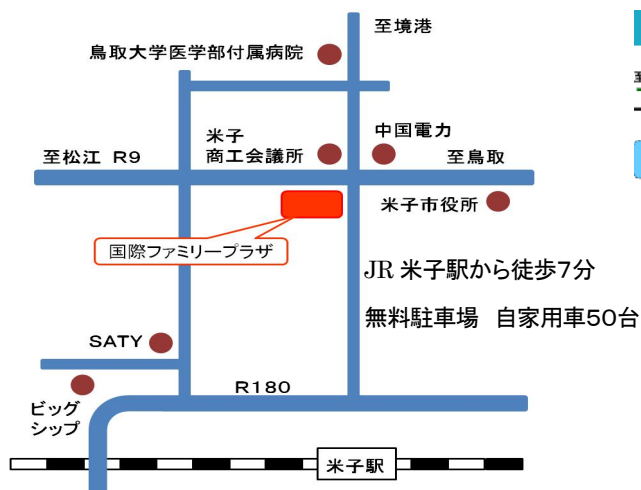 至境港
鳥取大学医学部付属病院
米子
商工会議所
中国電力
至松江 R9
至鳥取
米子市役所
国際ファミリープラザ
JR 米子駅から徒歩7分
無料駐車場 自家用車50台
SATY
R180
ビッグ
シップ
米子駅